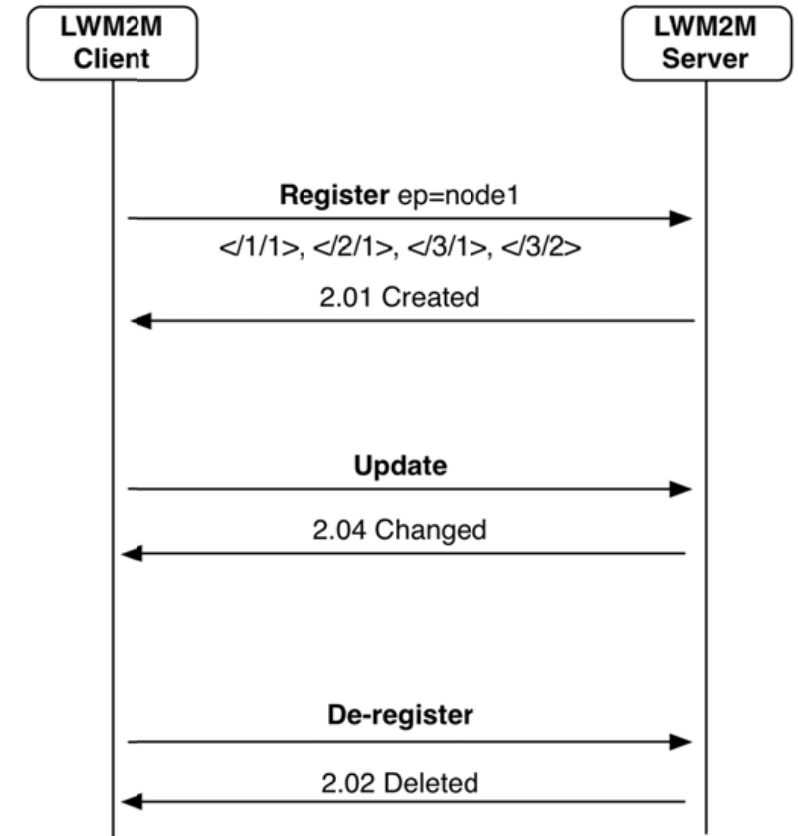 LWM2M
Client
LWM2M
Server
Register ep=node1
</1/1>, </2/1>, </3/1>, </3/2>
2.01 Created
Update
2.04 Changed
De-register
2.02 Deleted